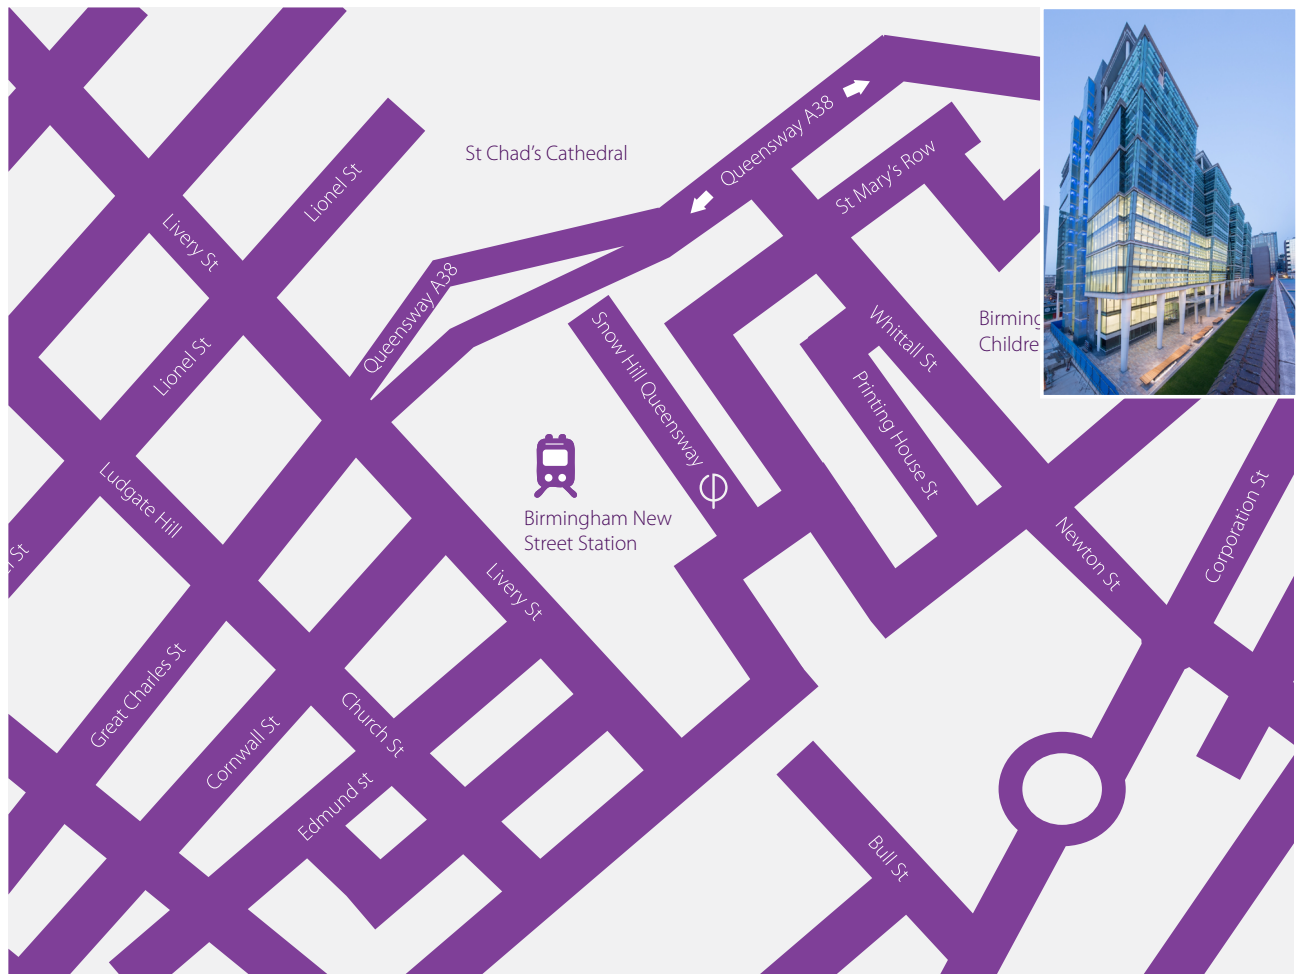 St Chad's Cathedral
Queensway A38
St Mary's Row
Lionel St
Livery St
Queensway A38
Birming
Childre
Snow Hill Queensway
Whittall St
Lionel St
Printing House St
Ludgate Hill
Birmingham New
Street Station
Corporation St
Newton St
Livery St
Great Charles St
Church St
Cornwall St
Edmund st
Bull St